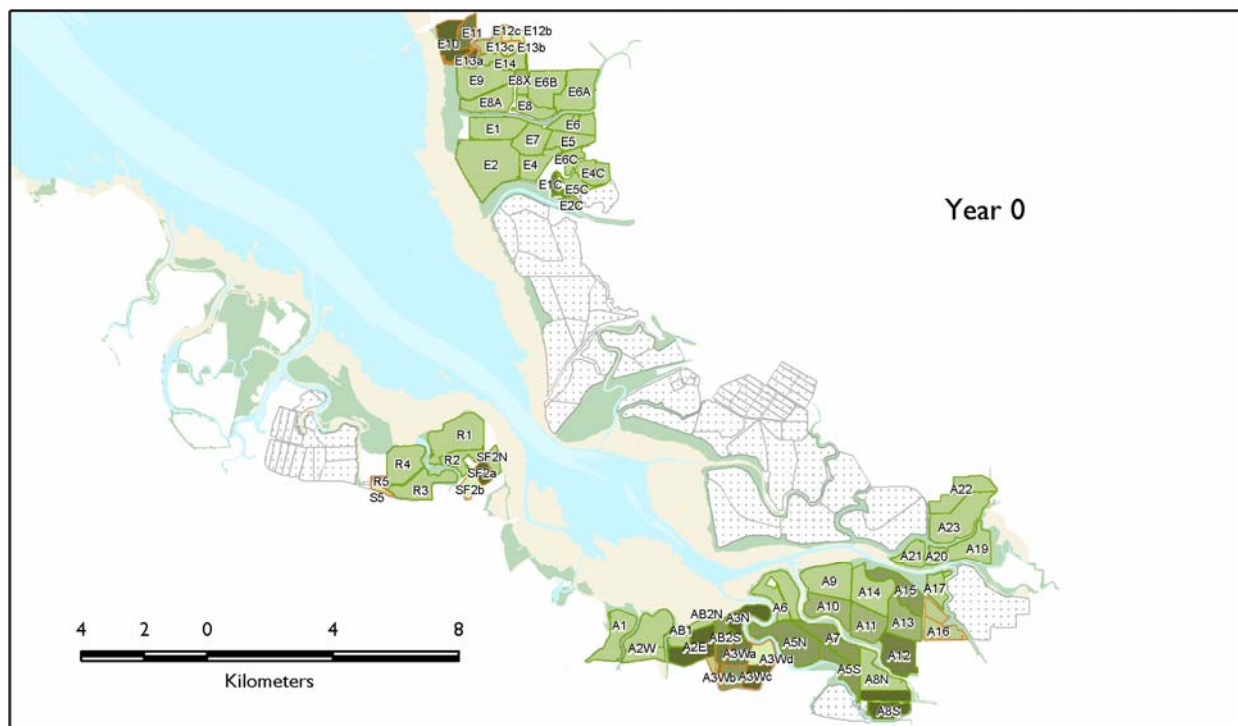 E11
E12c E12b
E10
E13c E13b
E13a E14
E9
E8X
E6B
E6A
E8A
E8
E1
E6
E7
E5
E2
E4
E6C
E4C
E1C
E5C
E2C
Year 0
R1
R4
R2
SF2N
SF2a
R5
R3
SF2b
S5
A22
A23
A21 A20 A19
A9
A14
A15
A17
A6
A10
A11
A13
A16
AB2N A3N
A1
AB1
AB2S
A2W
A2E
A3Wa
A3Wd
A5N
A7
A12
A3Wb A3Wc
A5S
A8N
A8S
4 2 0 4 8
Kilometers